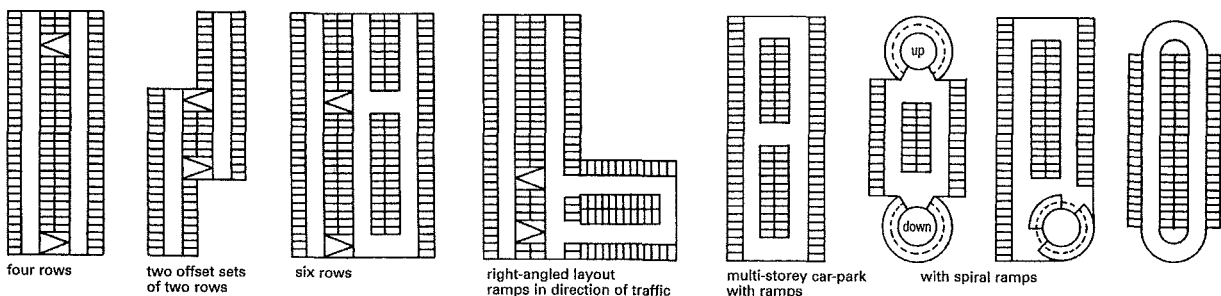 up
down
four rows
two offset sets
of two rows
six rows
right-angled layout
ramps in direction of traffic
multi-storey car-park
with ramps
with spiral ramps